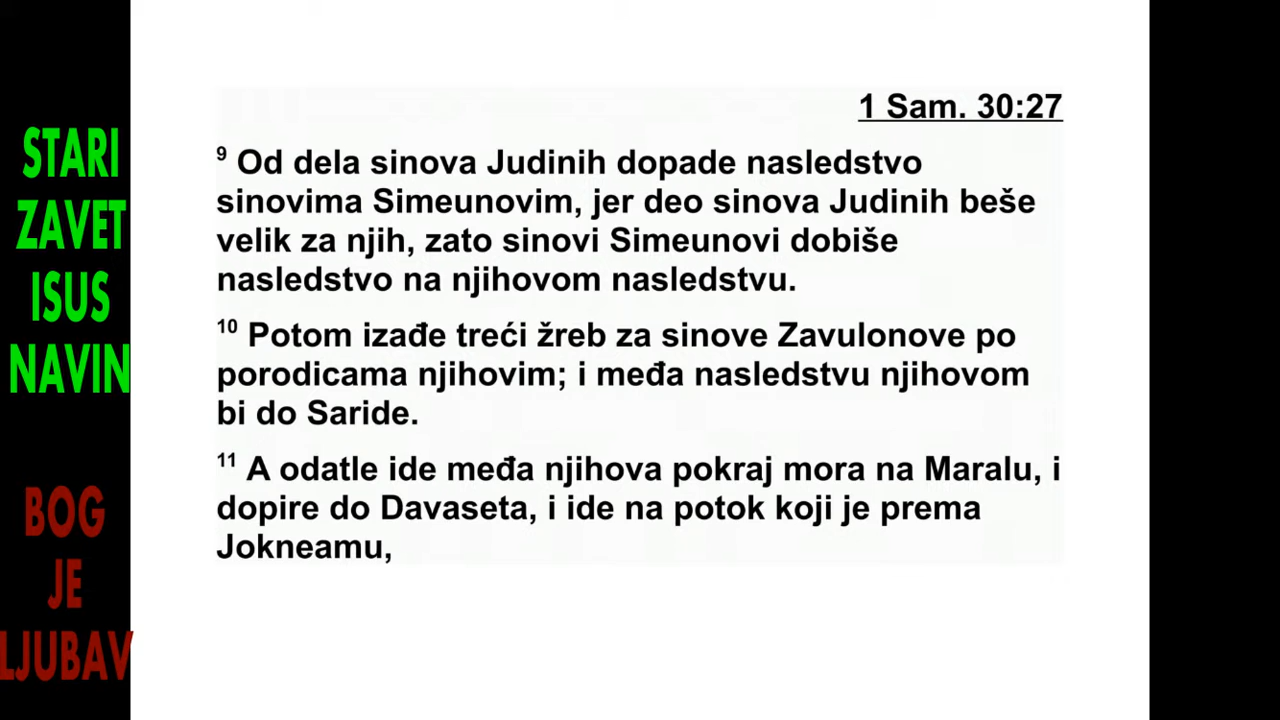 STARI
ZAVET
ISUS
NAVIN
BOG
JE
LJUBAV
1 Sam. 30:27
9 Od dela sinova Judinih dopade nasledstvo
sinovima Simeunovim, jer deo sinova Judinih beše
velik za njih, zato sinovi Simeunovi dobiše
nasledstvo na njihovom nasledstvu.
10 Potom izađe treći žreb za sinove Zavulonove po
porodicama njihovim; i međa nasledstvu njihovom
bi do Saride.
11 A odatle ide međa njihova pokraj mora na Maralu, i
dopire do Davaseta, i ide na potok koji je prema
Jokneamu,